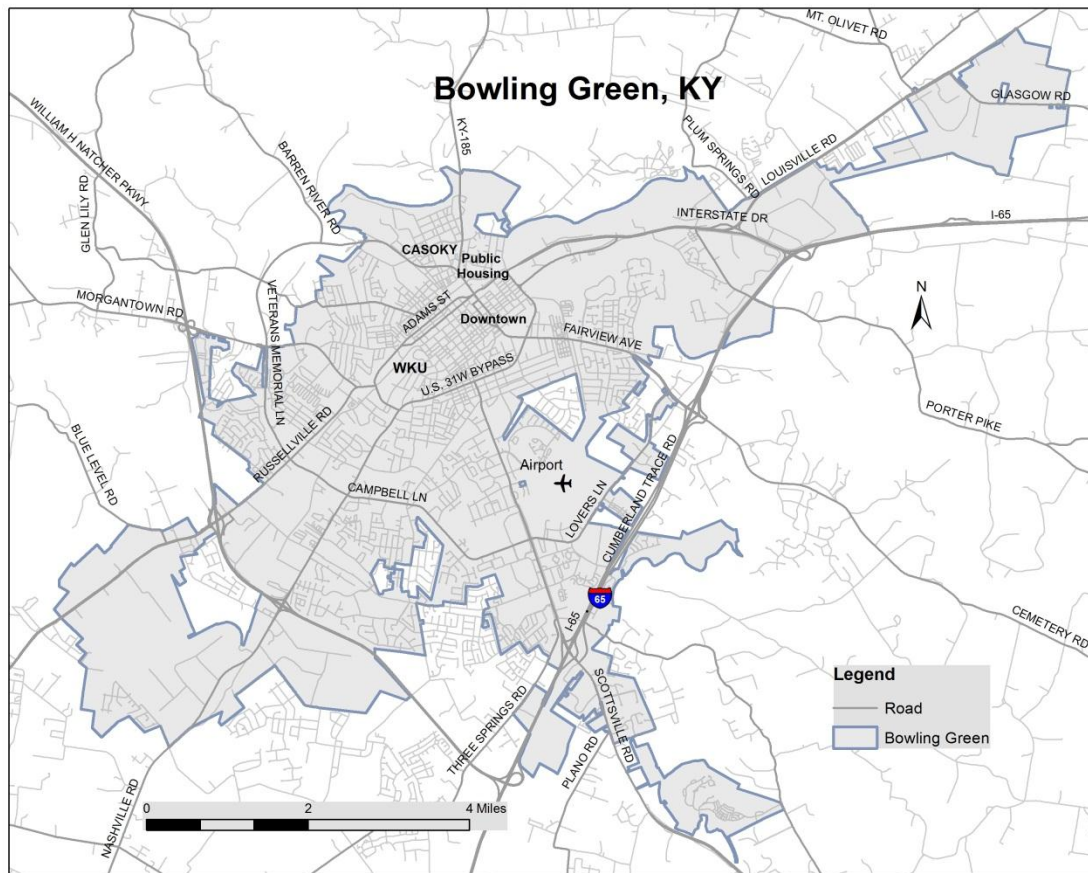 MT. OLIVET RD
Bowling Green, KY
GLASGOW RD
WILLIAM H NATCHER PKWY
KY-185
PLUM SPRINGS RD
LOUISVILLE RD
BARREN RIVER RD
GLEN LILY RD
INTERSTATE DR
I-65
CASOKY
Public
Housing
N
VETERANS MEMORIAL LN
MORGANTOWN RD
ADAMS ST
Downtown
FAIRVIEW AVE
WKU
U.S. 31W BYPASS
PORTER PIKE
BLUE LEVEL RD
RUSSELLVILLE RD
Airport
CAMPBELL LN
LOVERS LN
CUMBERLAND TRACE RD
65
I-65
CEMETERY RD
SCOTTSVILLE RD
Legend
Road
Bowling Green
THREE SPRINGS RD
PLANO RD
NASHVILLE RD
0 2 4 Miles